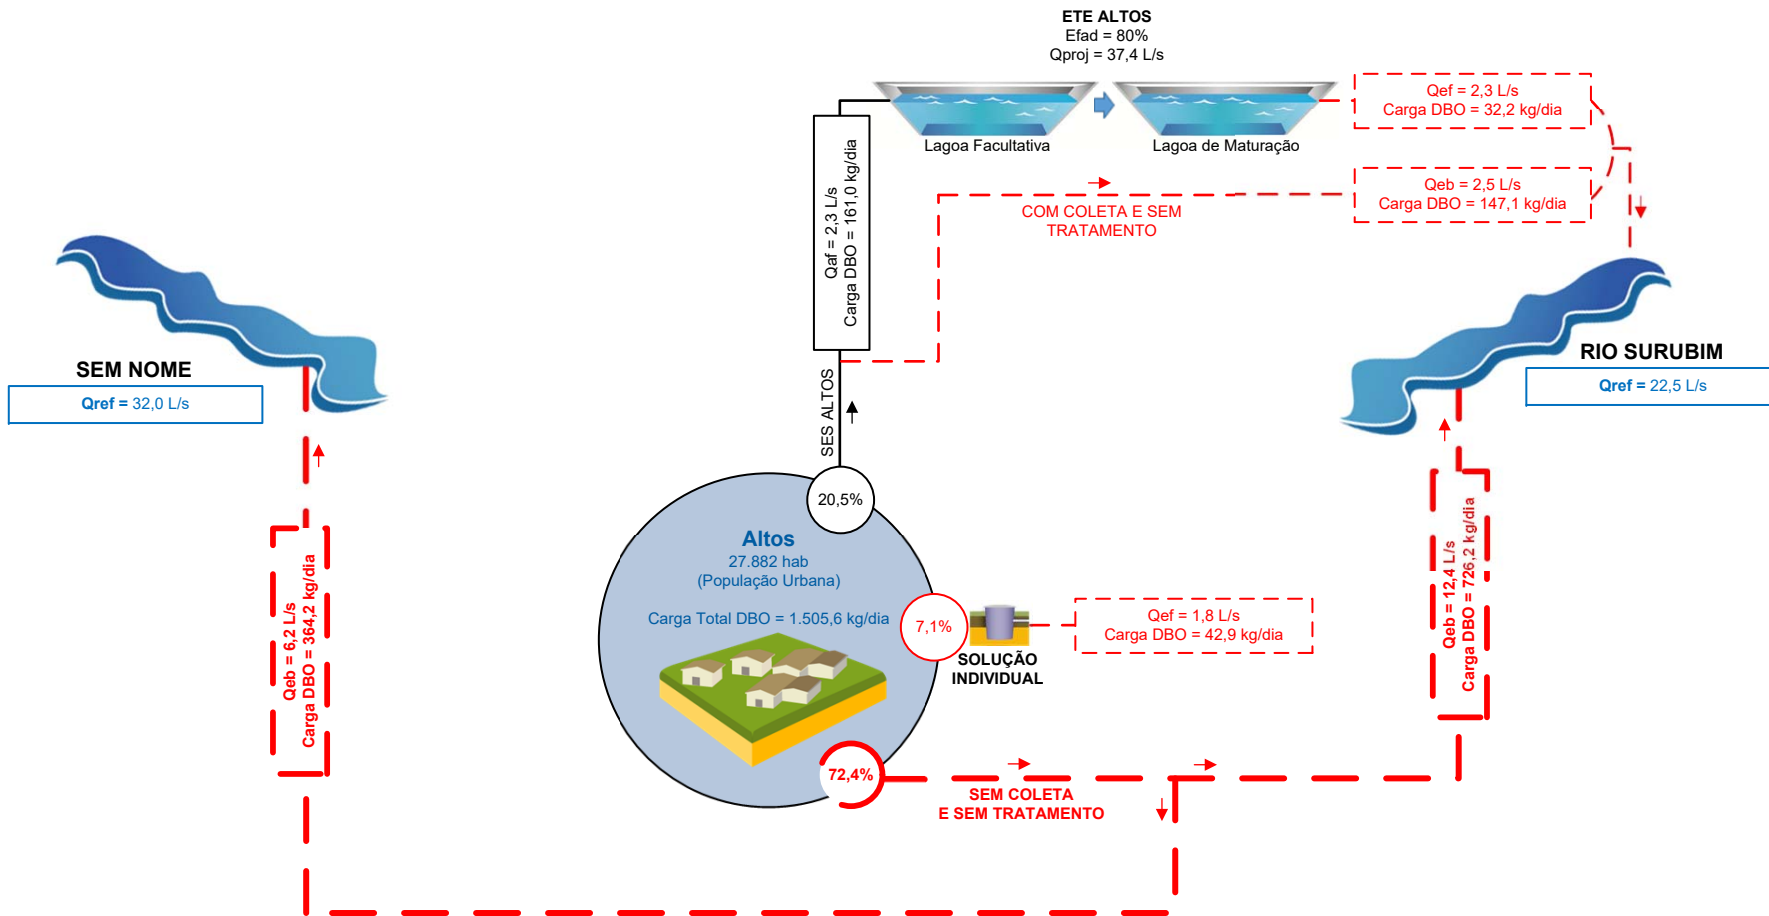 ETE ALTOS
Efad = 80%
Qproj = 37,4 L/s
Lagoa Facultativa
Lagoa de Maturação
Qef = 2,3 L/s
Carga DBO = 32,2 kg/dia
Qeb = 2,5 L/s
Carga DBO = 147,1 kg/dia
COM COLETA E SEM
TRATAMENTO
Qaf = 2,3 L/s
Carga DBO = 161,0 kg/dia
SES ALTOS
SEM NOME
Qref = 32,0 L/s
RIO SURUBIM
Qref = 22,5 L/s
20,5%
Altos
27.882 hab
(População Urbana)
Carga Total DBO = 1.505,6 kg/dia
7,1%
SOLUÇÃO
INDIVIDUAL
Qef = 1,8 L/s
Carga DBO = 42,9 kg/dia
72,4%
SEM COLETA
E SEM TRATAMENTO
Qeb = 6,2 L/s
Carga DBO = 364,2 kg/dia
Qeb = 12,4 L/s
Carga DBO = 726,2 kg/dia